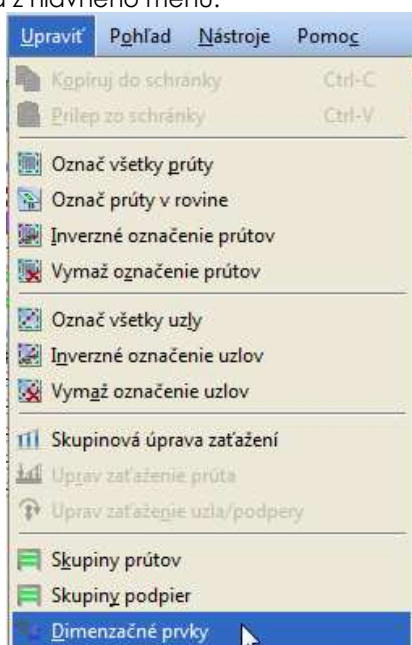 z hlavného menu.
Upraviť Pohľad Nástroje Pomoc
Kopíruj do schránky Ctrl-C
Prilep zo schránky Ctrl-V
Označ všetky prúty
Označ prúty v rovine
Inverzné označenie prútov
Vymaž označenie prútov
Označ všetky uzly
Inverzné označenie uzlov
Vymaž označenie uzlov
Skupinová úprava zaťažení
Uprav zaťaženie prúta
Uprav zaťaženie uzla/podpery
Skupiny prútov
Skupiny podpier
Dimenzačné prvky